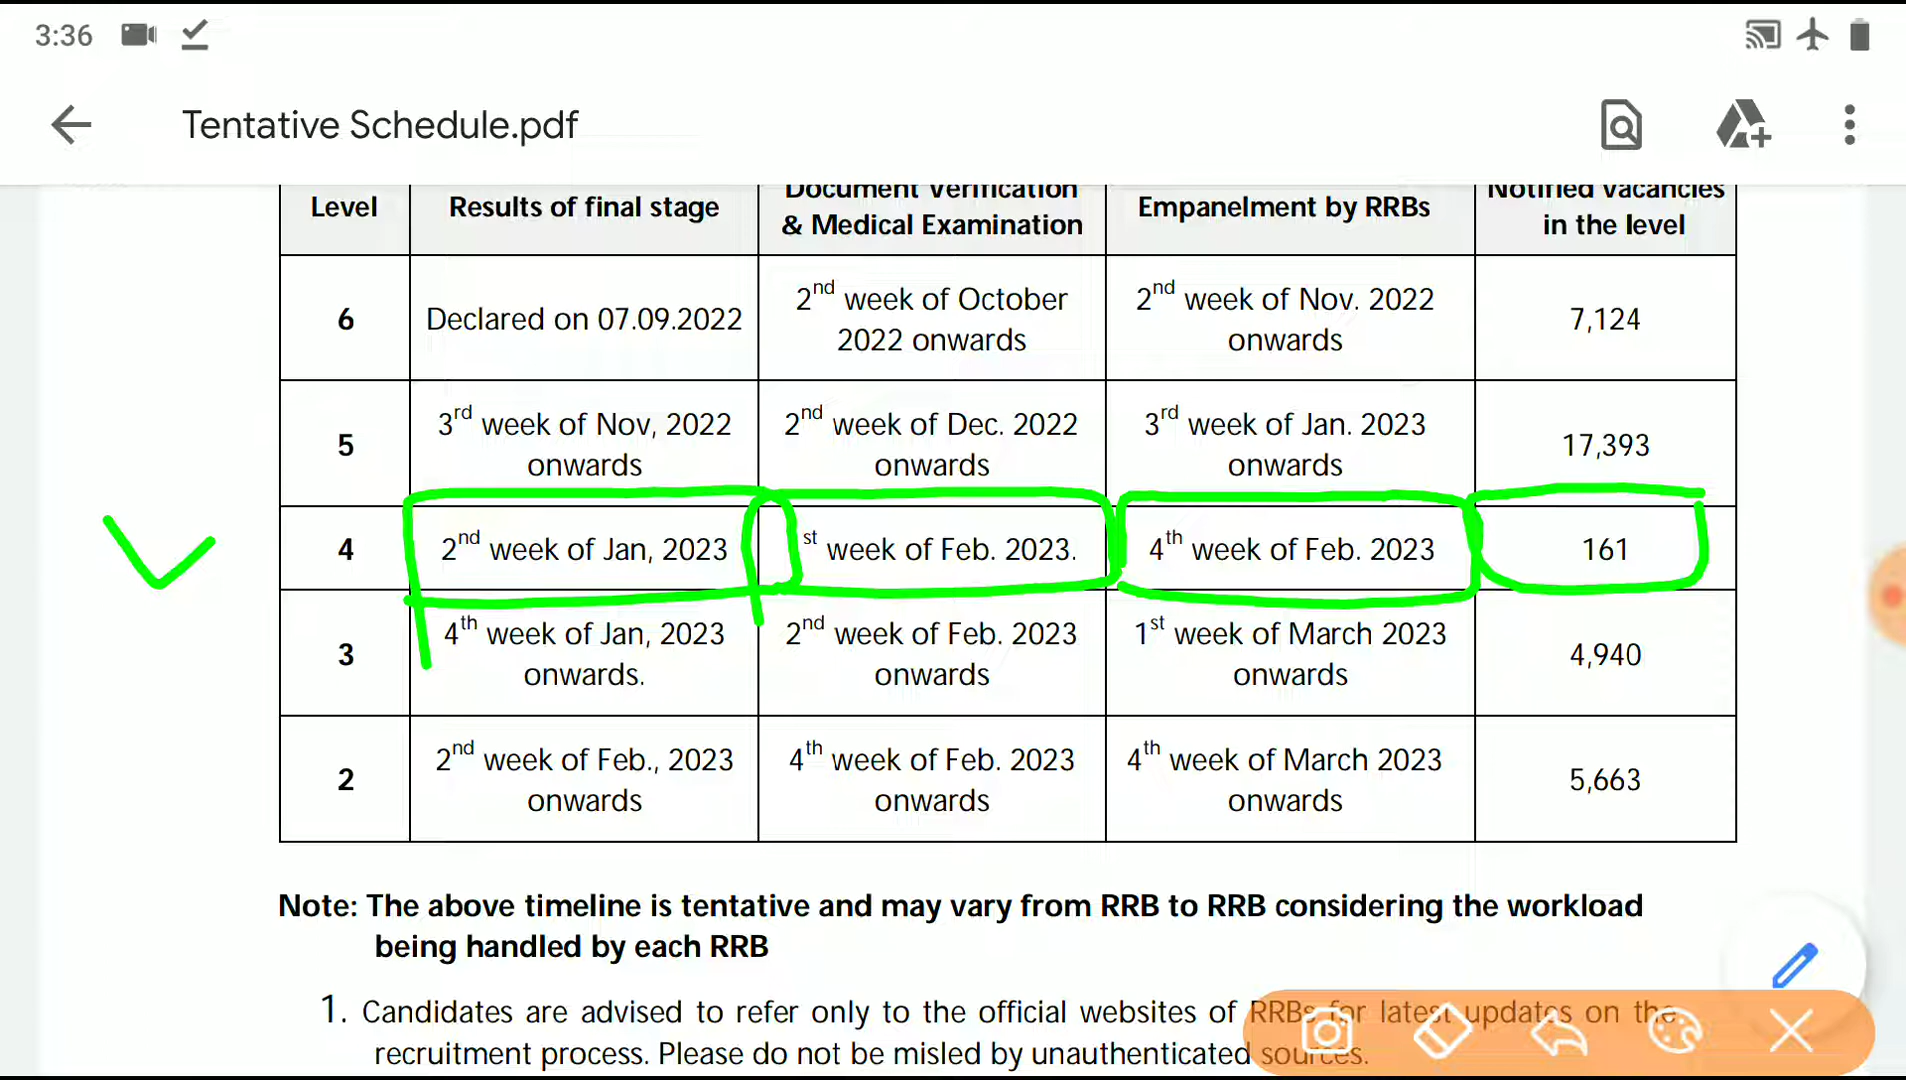 3:36
Tentative Schedule.pdf
Level
Results of final stage
Document Verification
& Medical Examination
Empanelment by RRBs
Notified Vacancies
in the level
6
Declared on 07.09.2022
2nd week of October
2022 onwards
2nd week of Nov. 2022
onwards
7,124
5
3rd week of Nov, 2022
onwards
2nd week of Dec. 2022
onwards
3rd week of Jan. 2023
onwards
17,393
4
2nd week of Jan, 2023
st week of Feb. 2023.
4th week of Feb. 2023
161
3
4th week of Jan, 2023
onwards.
2nd week of Feb. 2023
onwards
1st week of March 2023
onwards
4,940
2
2nd week of Feb., 2023
onwards
4th week of Feb. 2023
onwards
4th week of March 2023
onwards
5,663
Note: The above timeline is tentative and may vary from RRB to RRB considering the workload
being handled by each RRB
1. Candidates are advised to refer only to the official websites of RRBs for latest updates on the
recruitment process. Please do not be misled by unauthenticated sources.